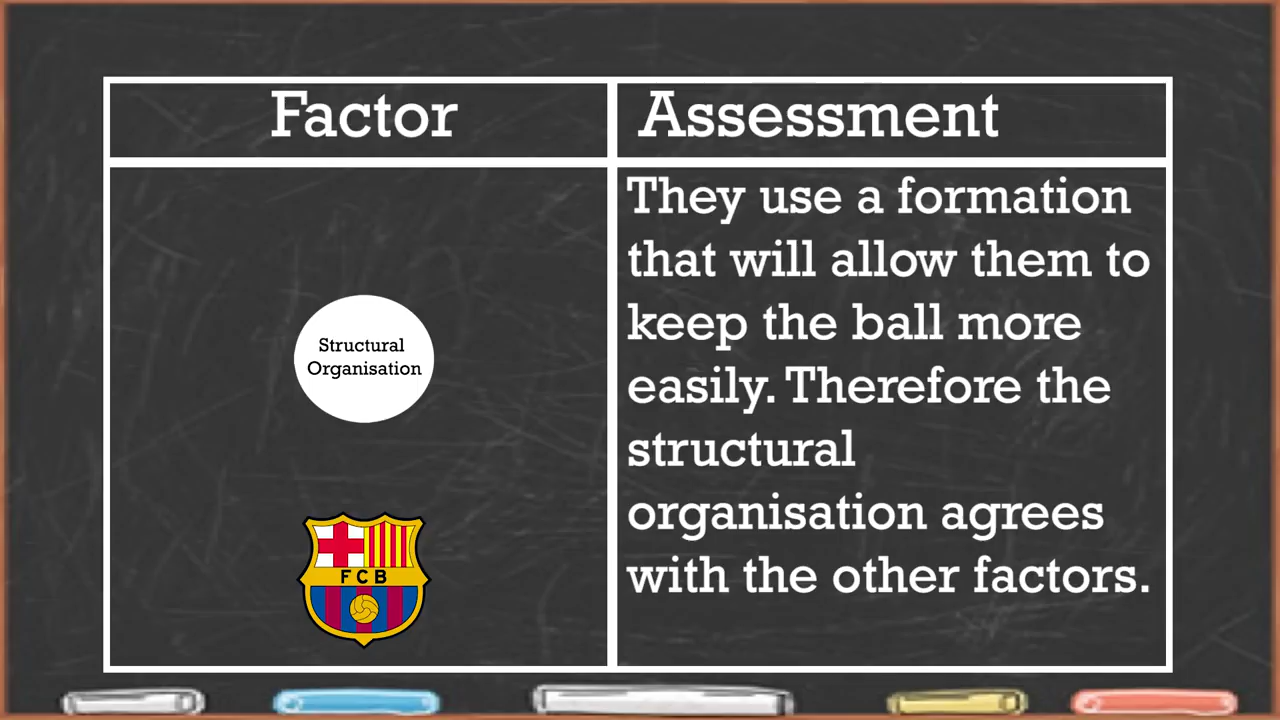 Factor
Assessment
Structural
Organisation
FCB
They use a formation
that will allow them to
keep the ball more
easily. Therefore the
structural
organisation agrees
with the other factors.